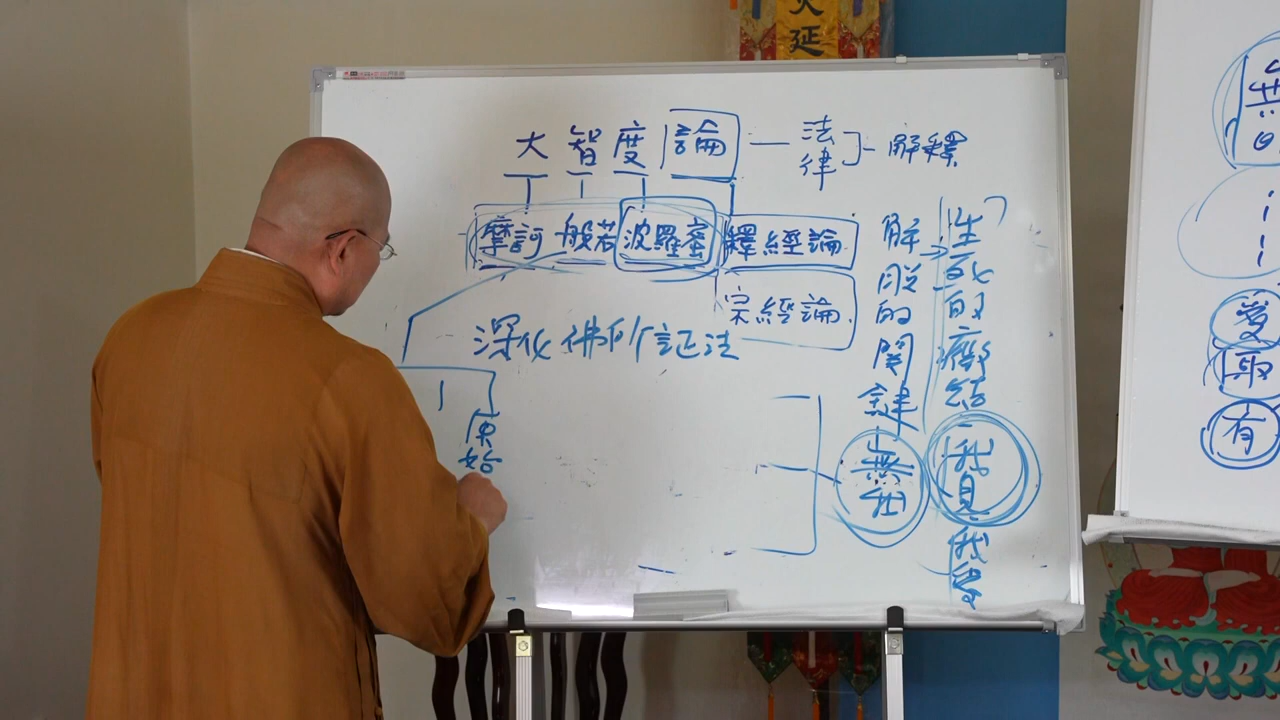 大智度論
法律
解釋
摩訶 般若 波羅蜜 釋經論
宗經論
深化佛所証法
原始
解脫的關鍵
無我
生死的癥結
我見
我愛
愛
取
有
延